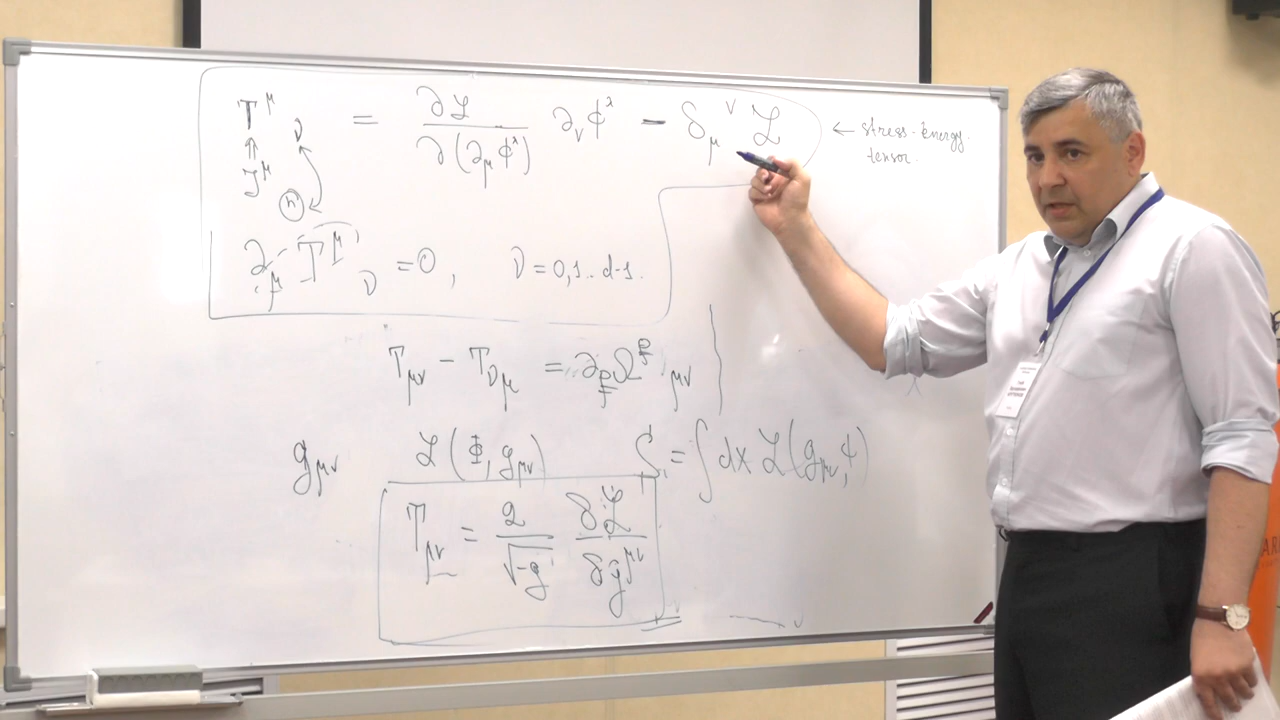 T^μ_ν = ∂ℒ / ∂(∂_μ ϕ^λ) ∂_ν ϕ^λ − δ_μ^ν ℒ ← stress-energy tensor.
↑
J^μ
∂_μ T^μ_ν = 0, ν = 0,1..d-1.
T_μν − T_νμ = ∂_ρ Ω^ρ_μν
g_μν ℒ(Φ, g_μν) S = ∫ dx ℒ(g_μν, ϕ)
T_μν = 2/√-g δℒ/δg^μν